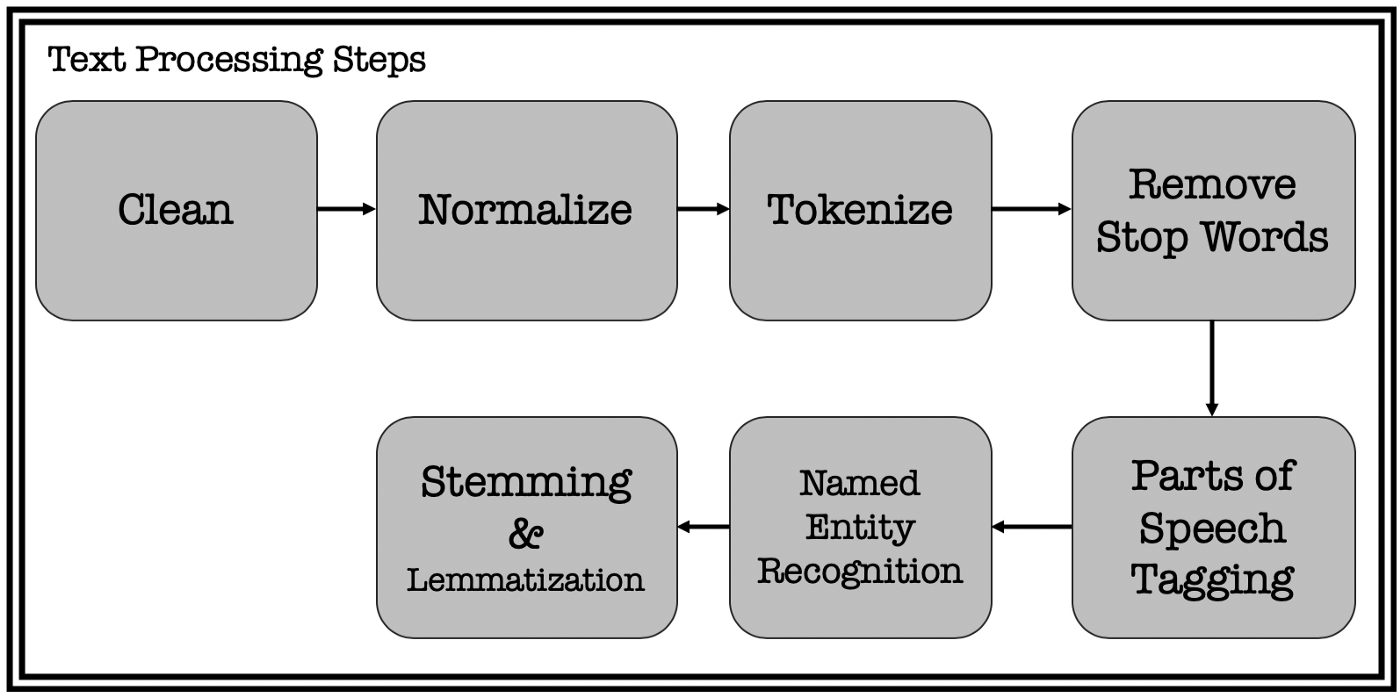 Text Processing Steps
Clean
Normalize
Tokenize
Remove
Stop Words
Parts of
Speech
Tagging
Named
Entity
Recognition
Stemming
&
Lemmatization